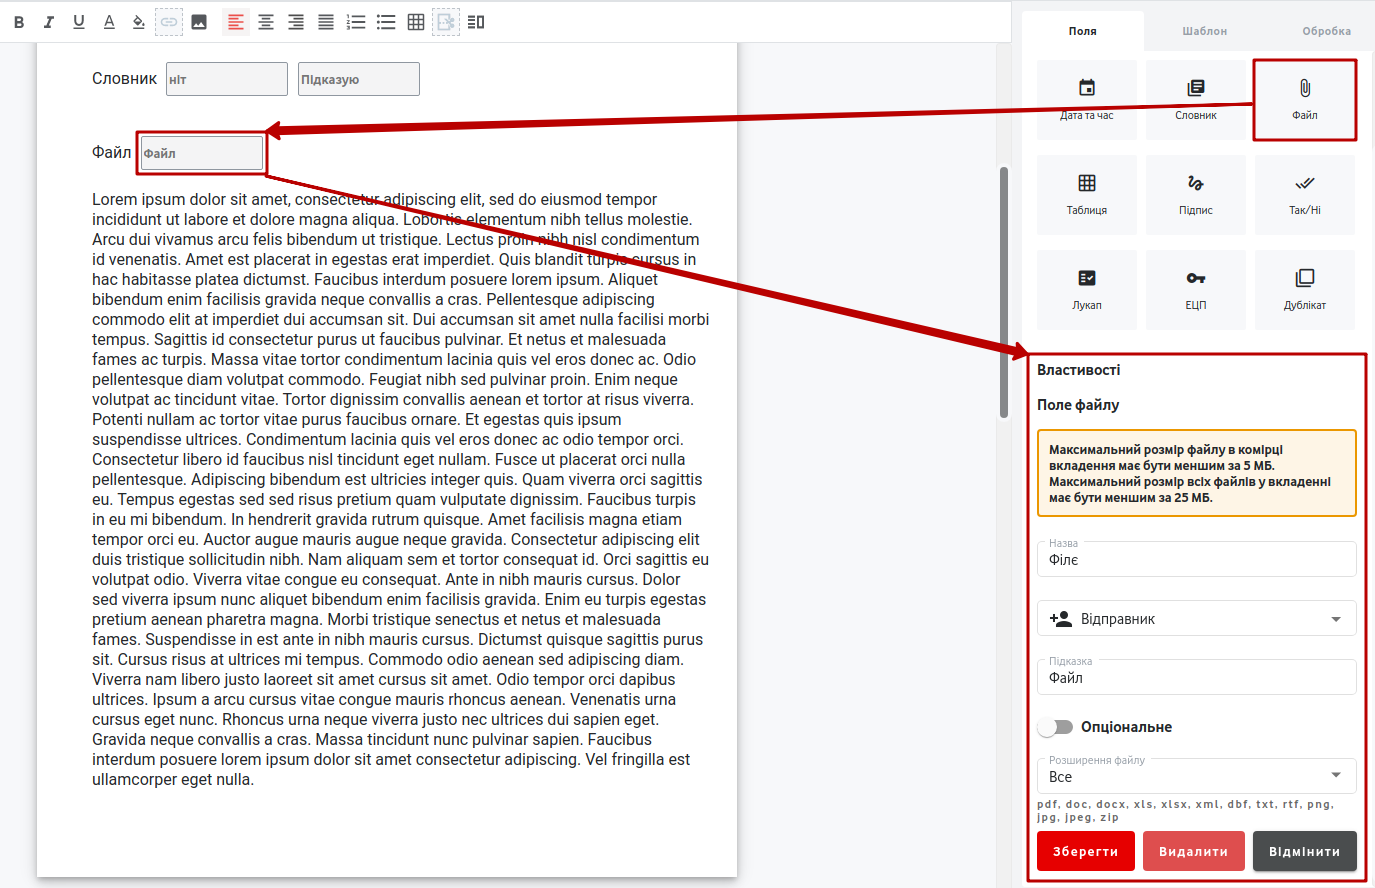 B I U A
Поля Шаблон Обробка
Дата та час Словник Файл
Таблиця Підпис Так/Ні
Лукап ЕЦП Дублікат
Словник ніт Підказую
Файл Файл
Lorem ipsum dolor sit amet, consectetur adipiscing elit, sed do eiusmod tempor
incididunt ut labore et dolore magna aliqua. Lobortis elementum nibh tellus molestie.
Arcu dui vivamus arcu felis bibendum ut tristique. Lectus proin nibh nisl condimentum
id venenatis. Amet est placerat in egestas erat imperdiet. Quis blandit turpis cursus in
hac habitasse platea dictumst. Faucibus interdum posuere lorem ipsum. Aliquet
bibendum enim facilisis gravida neque convallis a cras. Pellentesque adipiscing
commodo elit at imperdiet dui accumsan sit. Dui accumsan sit amet nulla facilisi morbi
tempus. Sagittis id consectetur purus ut faucibus pulvinar. Et netus et malesuada
fames ac turpis. Massa vitae tortor condimentum lacinia quis vel eros donec ac. Odio
pellentesque diam volutpat commodo. Feugiat nibh sed pulvinar proin. Enim neque
volutpat ac tincidunt vitae. Tortor dignissim convallis aenean et tortor at risus viverra.
Potenti nullam ac tortor vitae purus faucibus ornare. Et egestas quis ipsum
suspendisse ultrices. Condimentum lacinia quis vel eros donec ac odio tempor orci.
Consectetur libero id faucibus nisl tincidunt eget nullam. Fusce ut placerat orci nulla
pellentesque. Adipiscing bibendum est ultricies integer quis. Quam viverra orci sagittis
eu. Tempus egestas sed sed risus pretium quam vulputate dignissim. Faucibus turpis
in eu mi bibendum. In hendrerit gravida rutrum quisque. Amet facilisis magna etiam
tempor orci eu. Auctor augue mauris augue neque gravida. Consectetur adipiscing elit
duis tristique sollicitudin nibh. Nam aliquam sem et tortor consequat id. Orci sagittis eu
volutpat odio. Viverra vitae congue eu consequat. Ante in nibh mauris cursus. Dolor
sed viverra ipsum nunc aliquet bibendum enim facilisis gravida. Enim eu turpis egestas
pretium aenean pharetra magna. Morbi tristique senectus et netus et malesuada
fames. Suspendisse in est ante in nibh mauris cursus. Dictumst quisque sagittis purus
sit. Cursus risus at ultrices mi tempus. Commodo odio aenean sed adipiscing diam.
Viverra nam libero justo laoreet sit amet cursus sit amet. Odio tempor orci dapibus
ultrices. Ipsum a arcu cursus vitae congue mauris rhoncus aenean. Venenatis urna
cursus eget nunc. Rhoncus urna neque viverra justo nec ultrices dui sapien eget.
Gravida neque convallis a cras. Massa tincidunt nunc pulvinar sapien. Faucibus
interdum posuere lorem ipsum dolor sit amet consectetur adipiscing. Vel fringilla est
ullamcorper eget nulla.
Властивості
Поле файлу
Максимальний розмір файлу в комірці
вкладення має бути меншим за 5 МБ.
Максимальний розмір всіх файлів у вкладенні
має бути меншим за 25 МБ.
Назва
Філє
Відправник
Підказка
Файл
Опціональне
Розширення файлу
Все
pdf, doc, docx, xls, xlsx, xml, dbf, txt, rtf, png,
jpg, jpeg, zip
Зберегти Видалити Відмінити